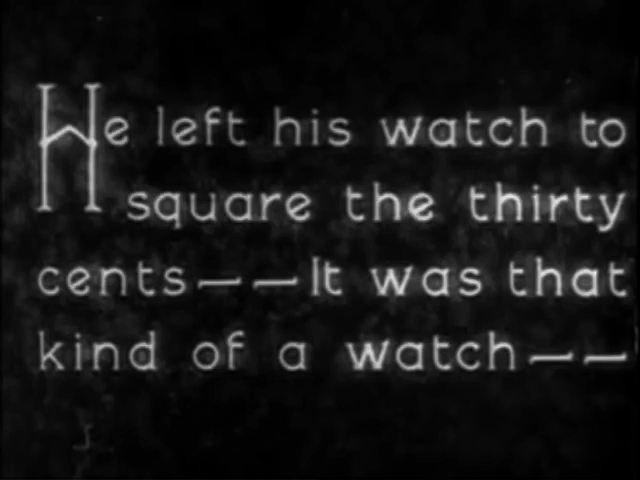 He left his watch to
square the thirty
cents — — It was that
kind of a watch — —